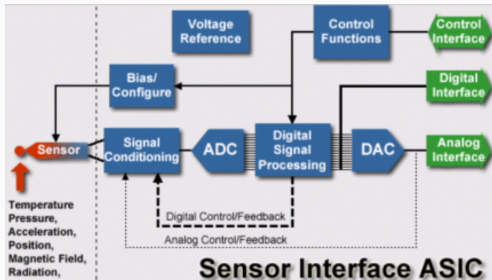 Voltage
Reference
Control
Functions
Control
Interface
Bias/
Configure
Digital
Interface
Sensor
Signal
Conditioning
ADC
Digital
Signal
Processing
DAC
Analog
Interface
Temperature
Pressure,
Acceleration,
Position,
Magnetic Field,
Radiation,
Digital Control/Feedback
Analog Control/Feedback
Sensor Interface ASIC